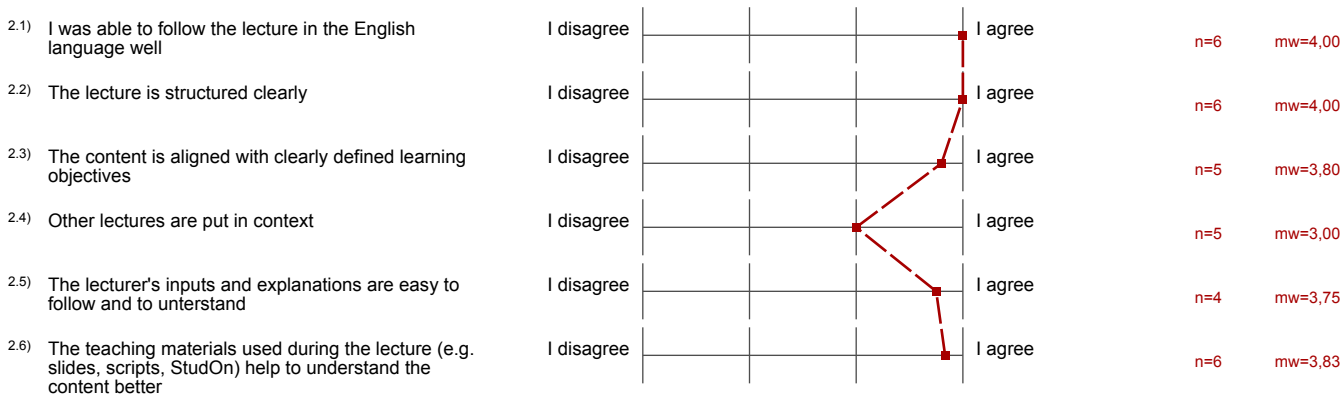 2.1) I was able to follow the lecture in the English language well I disagree I agree n=6 mw=4,00
2.2) The lecture is structured clearly I disagree I agree n=6 mw=4,00
2.3) The content is aligned with clearly defined learning objectives I disagree I agree n=5 mw=3,80
2.4) Other lectures are put in context I disagree I agree n=5 mw=3,00
2.5) The lecturer's inputs and explanations are easy to follow and to unterstand I disagree I agree n=4 mw=3,75
2.6) The teaching materials used during the lecture (e.g. slides, scripts, StudOn) help to understand the content better I disagree I agree n=6 mw=3,83